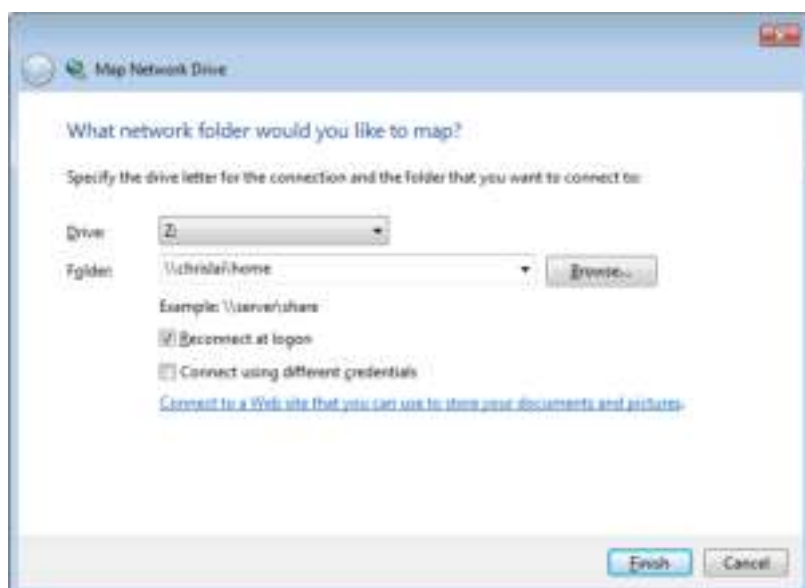 Map Network Drive
What network folder would you like to map?
Specify the drive letter for the connection and the folder that you want to connect to:
Drive: Z:
Folder: \\chrislai\home Browse...
Example: \\server\share
Reconnect at logon
Connect using different credentials
Connect to a Web site that you can use to store your documents and pictures.
Finish Cancel